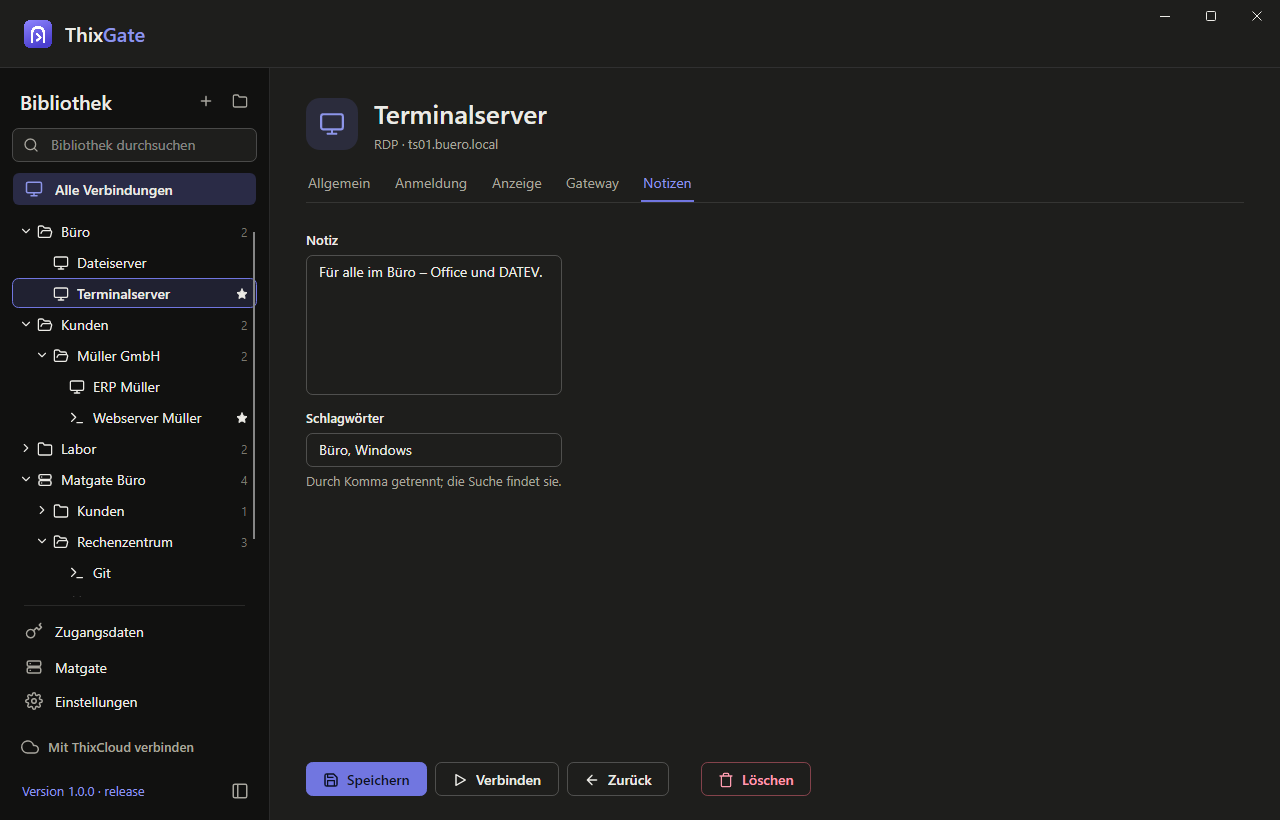 ThixGate
Bibliothek
Bibliothek durchsuchen
Alle Verbindungen
Büro 2
Dateiserver
Terminalserver
Kunden 2
Müller GmbH 2
ERP Müller
Webserver Müller
Labor 2
Matgate Büro 4
Kunden 1
Rechenzentrum 3
Git
Zugangsdaten
Matgate
Einstellungen
Mit ThixCloud verbinden
Version 1.0.0 · release
Terminalserver
RDP · ts01.buero.local
Allgemein Anmeldung Anzeige Gateway Notizen
Notiz
Für alle im Büro – Office und DATEV.
Schlagwörter
Büro, Windows
Durch Komma getrennt; die Suche findet sie.
Speichern Verbinden Zurück Löschen